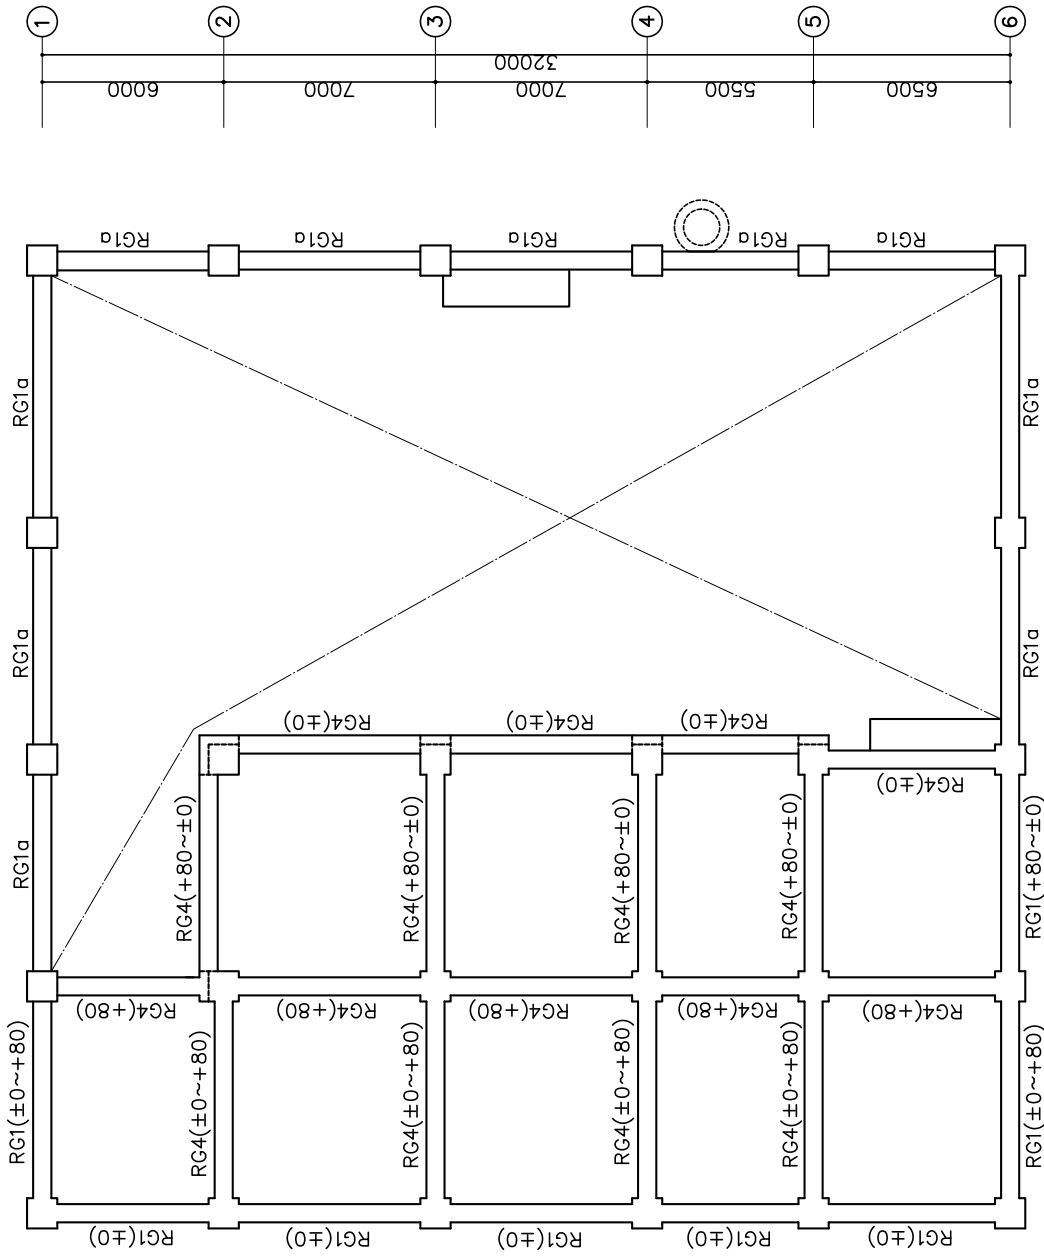 1
2
3
4
5
6
32000
6000
7000
7000
5500
6500
RG1a
RG1a
RG1a
RG1a
RG1a
RG1a
RG1a
RG1a
RG1a
RG4(±0)
RG4(±0)
RG4(±0)
RG4(±0)
RG1a
RG4(+80~±0)
RG4(+80~±0)
RG4(+80~±0)
RG4(+80~±0)
RG1(+80~±0)
RG4(+80)
RG4(+80)
RG4(+80)
RG4(+80)
RG4(+80)
RG1(±0~+80)
RG4(±0~+80)
RG4(±0~+80)
RG4(±0~+80)
RG4(±0~+80)
RG1(±0~+80)
RG1(±0)
RG1(±0)
RG1(±0)
RG1(±0)
RG1(±0)